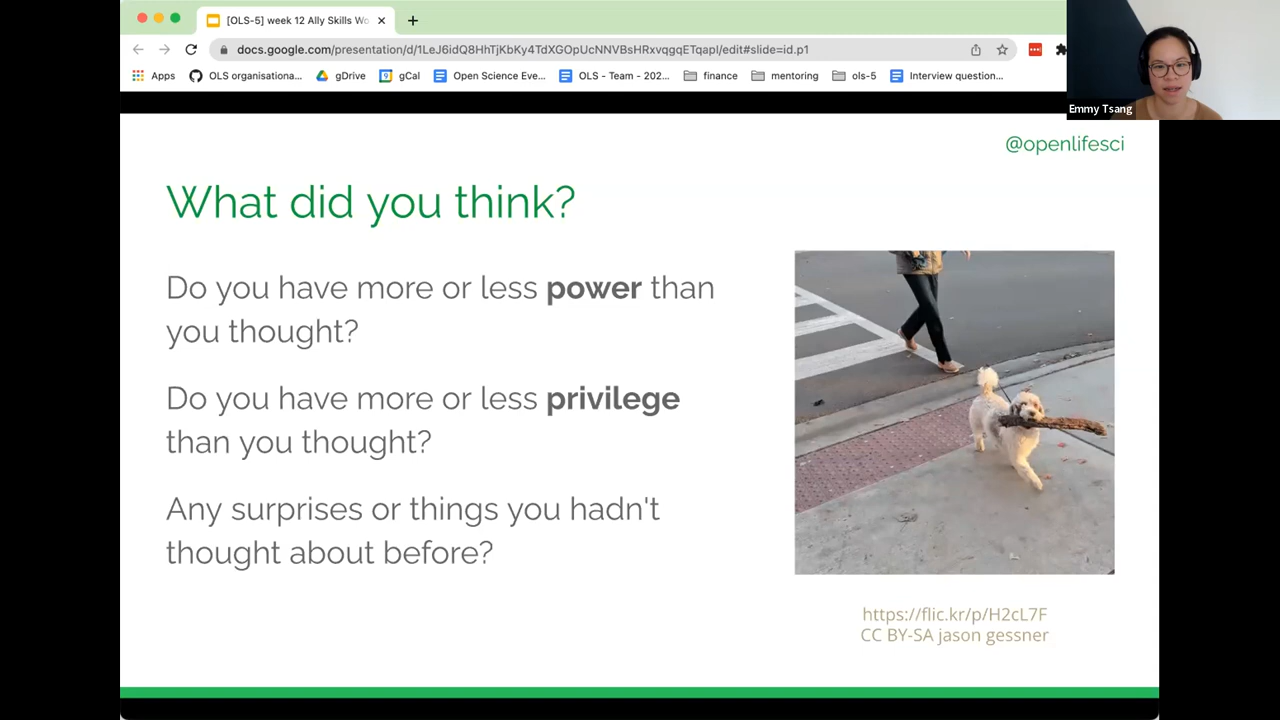 [OLS-5] week 12 Ally Skills Wo
docs.google.com/presentation/d/1LeJ6idQ8HhTjKbKy4TdXGOpUcNNVBsHRxvqgqETqapI/edit#slide=id.p1
Apps OLS organisationa... gDrive gCal Open Science Eve... OLS - Team - 202... finance mentoring ols-5 Interview question...
Emmy Tsang
@openlifesci
What did you think?
Do you have more or less power than
you thought?
Do you have more or less privilege
than you thought?
Any surprises or things you hadn't
thought about before?
https://flic.kr/p/H2cL7F
CC BY-SA jason gessner